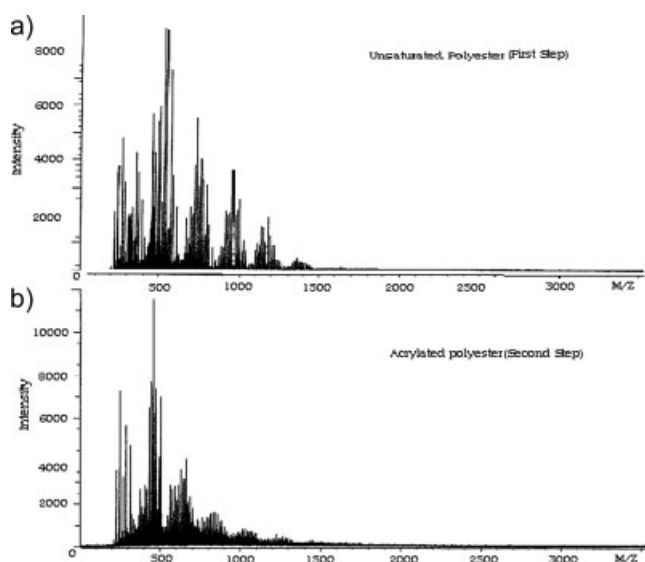 a)
8000
Unsaturated. Polyester (First Step)
6000
Intensity
4000
2000
0
500 1000 1500 2000 2500 3000 M/Z
b)
10000
Acrylated polyester (Second Step)
8000
Intensity
4000
2000
0
500 1000 1500 2000 2500 3000 M/Z